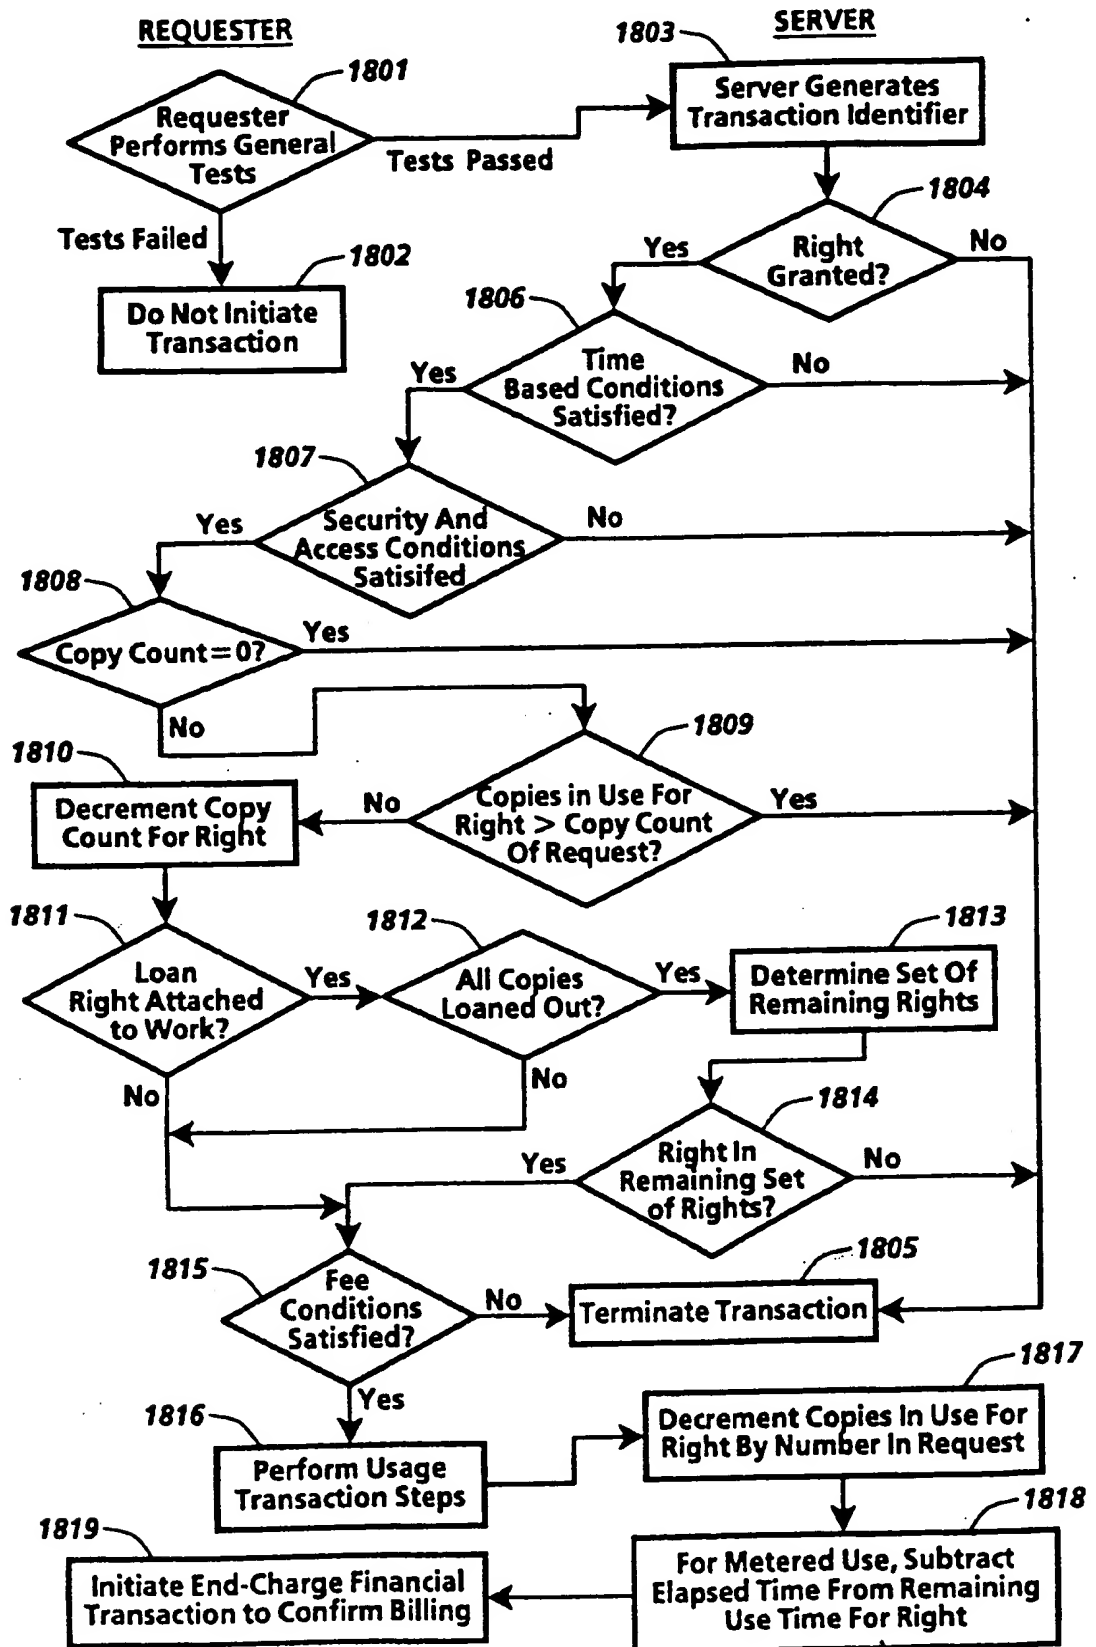 REQUESTER
SERVER
1801
1803
Requester
Performs General
Tests
Server Generates
Transaction Identifier
Tests Passed
1804
Tests Failed
1802
Yes
Right
Granted?
No
Do Not Initiate
Transaction
1806
Time
Based Conditions
Satisfied?
Yes
No
1807
Yes
Security And
Access Conditions
Satisifed
No
1808
Copy Count=0?
Yes
No
1809
1810
Decrement Copy
Count For Right
No
Copies in Use For
Right > Copy Count
Of Request?
Yes
1811
1812
1813
Loan
Right Attached
to Work?
Yes
All Copies
Loaned Out?
Yes
Determine Set Of
Remaining Rights
No
No
1814
Yes
Right In
Remaining Set
of Rights?
No
1815
1805
Fee
Conditions
Satisfied?
No
Terminate Transaction
Yes
1817
1816
Decrement Copies In Use For
Right By Number In Request
Perform Usage
Transaction Steps
1818
1819
For Metered Use, Subtract
Elapsed Time From Remaining
Use Time For Right
Initiate End-Charge Financial
Transaction to Confirm Billing